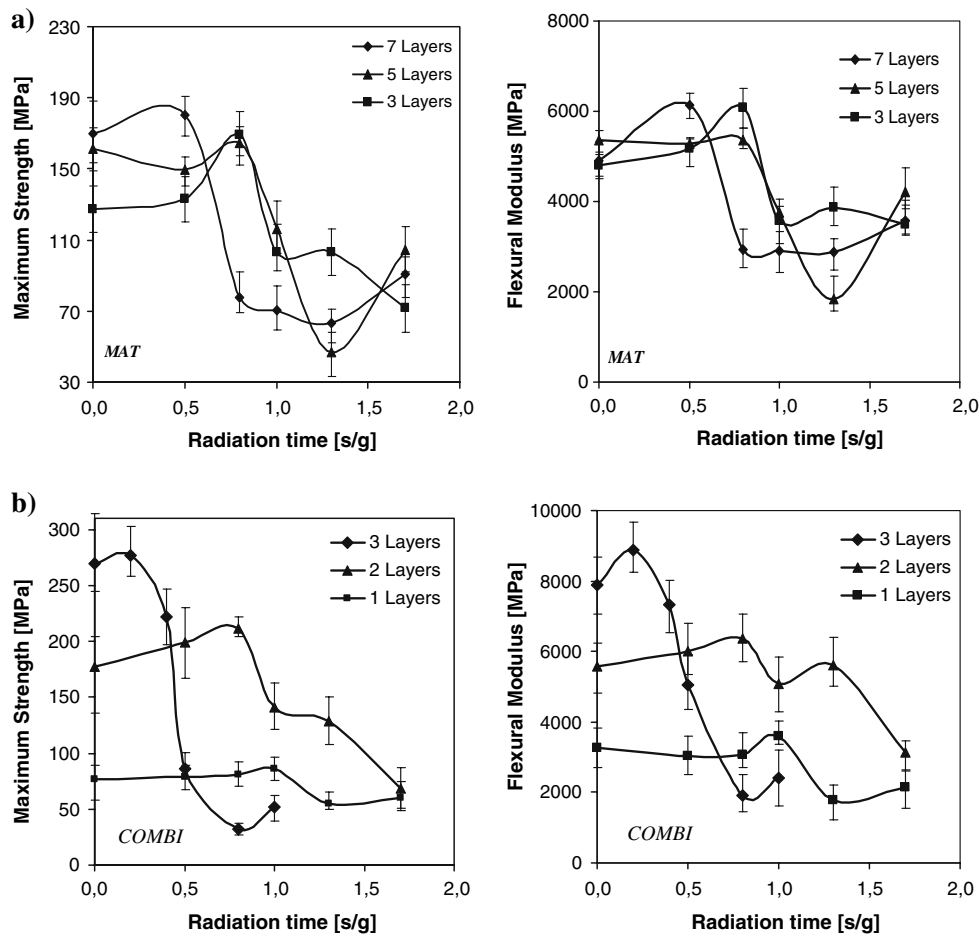 a)
230
190
150
110
70
30
Maximum Strength [MPa]
7 Layers
5 Layers
3 Layers
MAT
0,0 0,5 1,0 1,5 2,0
Radiation time [s/g]
8000
6000
4000
2000
0
Flexural Modulus [MPa]
7 Layers
5 Layers
3 Layers
MAT
0,0 0,5 1,0 1,5 2,0
Radiation time [s/g]
b)
300
250
200
150
100
50
0
Maximum Strength [MPa]
3 Layers
2 Layers
1 Layers
COMBI
0,0 0,5 1,0 1,5 2,0
Radiation time [s/g]
10000
8000
6000
4000
2000
0
Flexural Modulus [MPa]
3 Layers
2 Layers
1 Layers
COMBI
0,0 0,5 1,0 1,5 2,0
Radiation time [s/g]